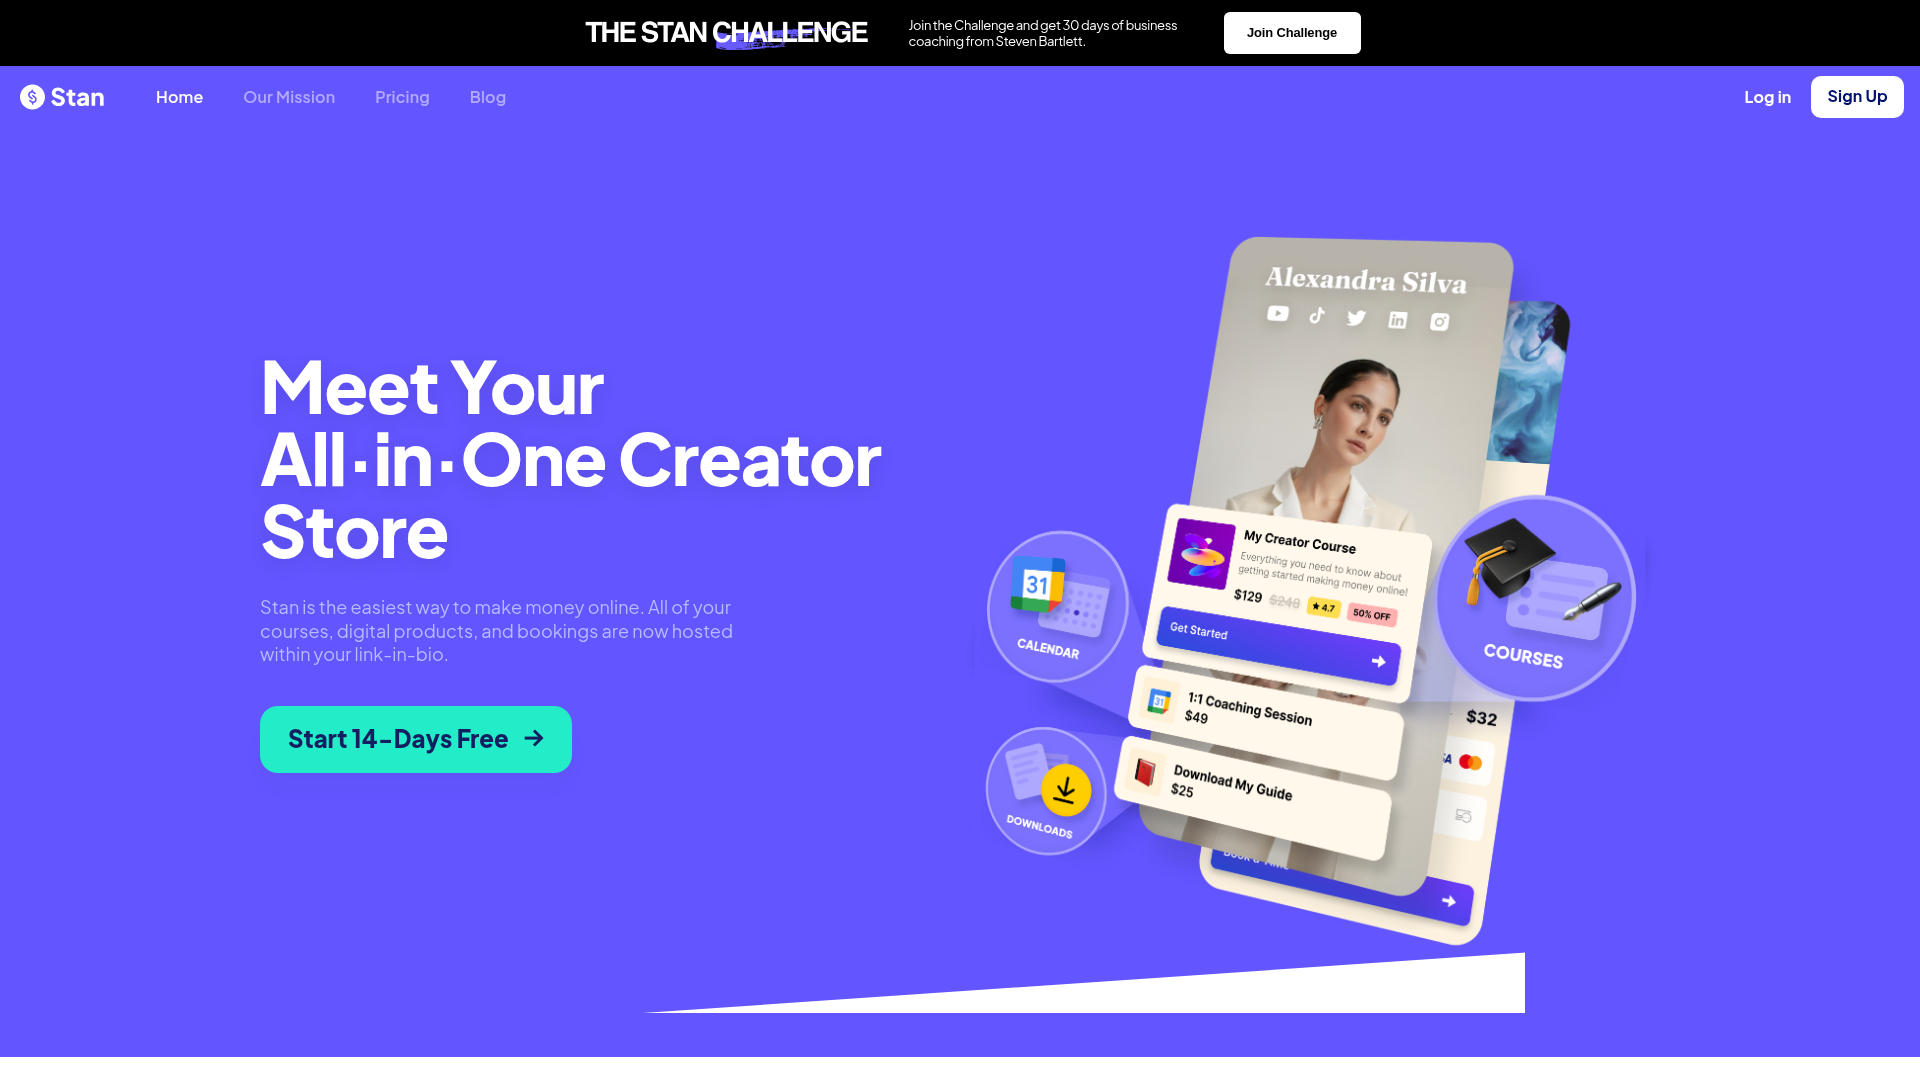 THE STAN CHALLENGE
Join the Challenge and get 30 days of business
coaching from Steven Bartlett.
Join Challenge
Stan
Home
Our Mission
Pricing
Blog
Log in
Sign Up
Meet Your
All·in·One Creator
Store
Stan is the easiest way to make money online. All of your
courses, digital products, and bookings are now hosted
within your link-in-bio.
Start 14-Days Free
Alexandra Silva
My Creator Course
Everything you need to know about
getting started making money online!
$129 $248 4.7 50% OFF
Get Started
31
CALENDAR
COURSES
31
1:1 Coaching Session
$49
$32
Download My Guide
$25
DOWNLOADS